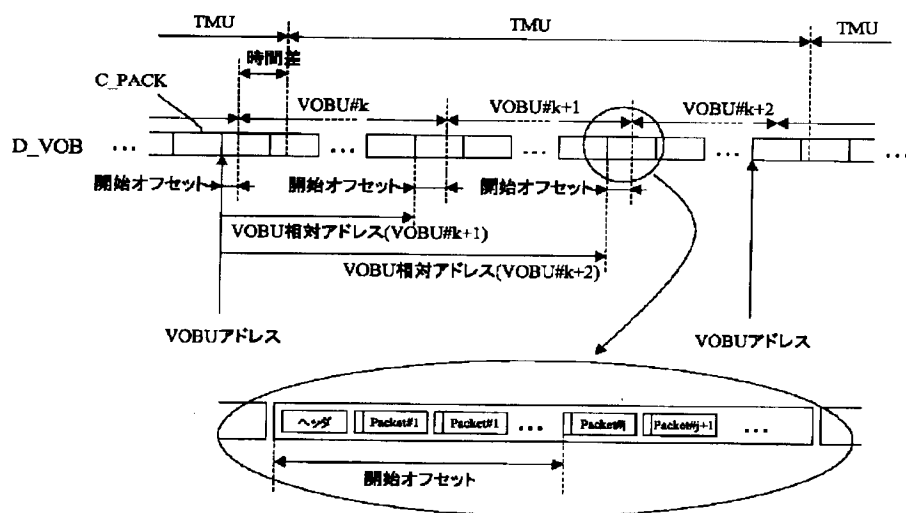 TMU TMU TMU
時間差
C_PACK
VOBU#k VOBU#k+1 VOBU#k+2
D_VOB ... ... ... ... ...
開始オフセット 開始オフセット 開始オフセット
VOBU相対アドレス(VOBU#k+1)
VOBU相対アドレス(VOBU#k+2)
VOBUアドレス VOBUアドレス
ヘッダ Packet#1 Packet#1 ... Packet#j Packet#j+1 ...
開始オフセット